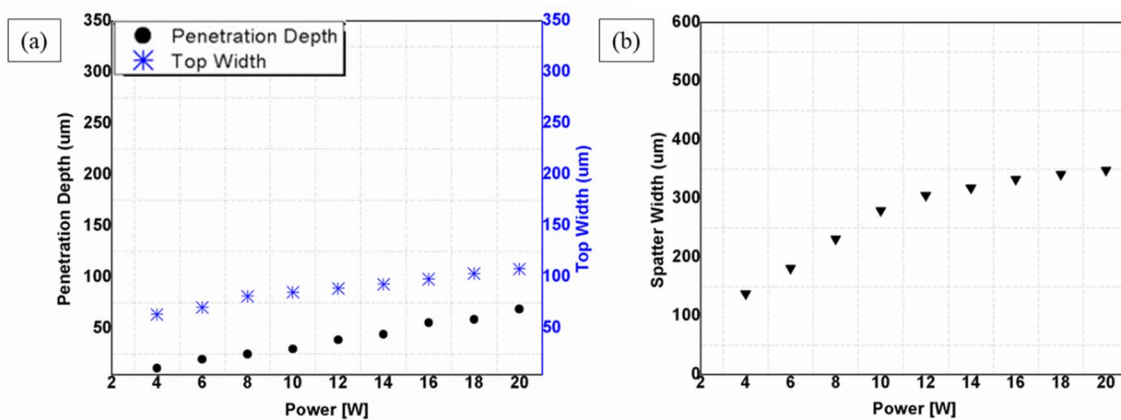 (a)
Penetration Depth
Top Width
350
300
250
200
150
100
50
Penetration Depth (um)
350
300
250
200
150
100
50
Top Width (um)
2 4 6 8 10 12 14 16 18 20
Power [W]
(b)
600
500
400
300
200
100
0
Spatter Width (um)
2 4 6 8 10 12 14 16 18 20
Power [W]